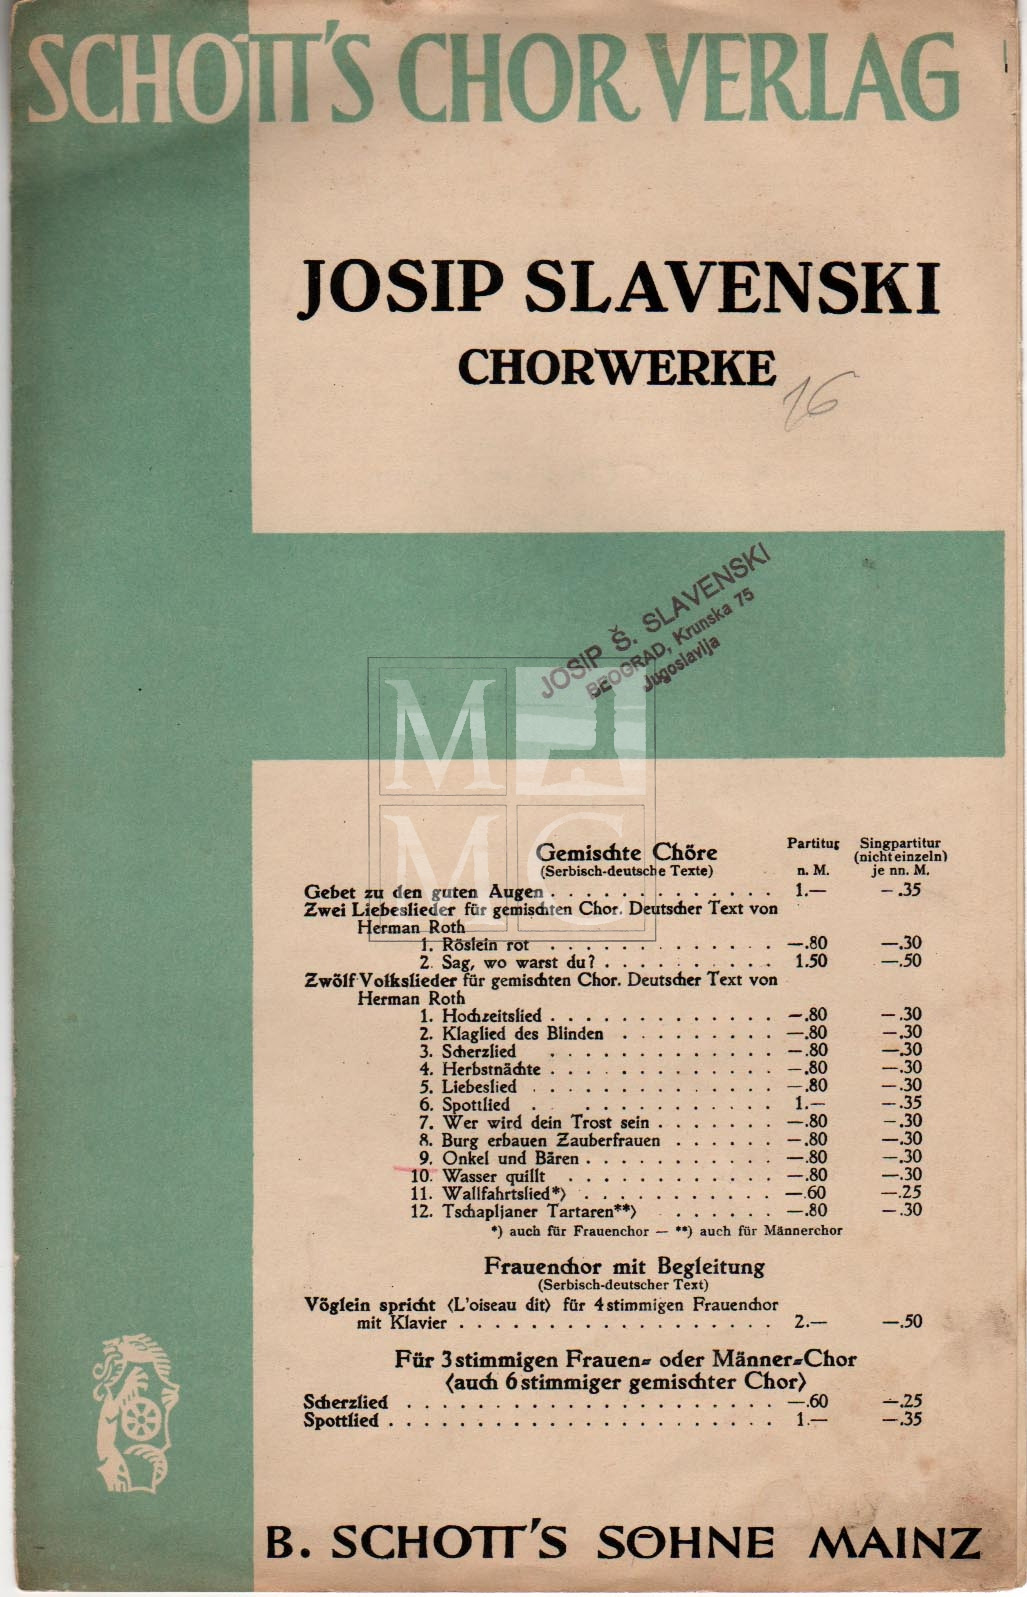 SCHOTT'S CHOR VERLAG
JOSIP SLAVENSKI
CHORWERKE
16
JOSIP Š. SLAVENSKI
BEOGRAD, Krunska 75
Jugoslavija
M
M C
Partitur Singpartitur
Gemischte Chöre (nicht einzeln)
(Serbisch-deutsche Texte) n. M. je nn. M.
Gebet zu den guten Augen . . . . . . . . . . . . . 1.— —.35
Zwei Liebeslieder für gemischten Chor. Deutscher Text von
Herman Roth
1. Röslein rot . . . . . . . . . . . . . —.80 —.30
2. Sag, wo warst du? . . . . . . . . . . 1.50 —.50
Zwölf Volkslieder für gemischten Chor. Deutscher Text von
Herman Roth
1. Hochzeitslied . . . . . . . . . . . . —.80 —.30
2. Klaglied des Blinden . . . . . . . . . —.80 —.30
3. Scherzlied . . . . . . . . . . . . —.80 —.30
4. Herbstnächte . . . . . . . . . . . . —.80 —.30
5. Liebeslied . . . . . . . . . . . . . —.80 —.30
6. Spottlied . . . . . . . . . . . 1.— —.35
7. Wer wird dein Trost sein . . . . . . . —.80 —.30
8. Burg erbauen Zauberfrauen . . . . . . —.80 —.30
9. Onkel und Bären . . . . . . . . . . —.80 —.30
10. Wasser quillt . . . . . . . . . . . —.80 —.30
11. Wallfahrtslied*) . . . . . . . . . . —.60 —.25
12. Tschapljaner Tartaren**) . . . . . . —.80 —.30
*) auch für Frauenchor — **) auch für Männerchor
Frauenchor mit Begleitung
(Serbisch-deutscher Text)
Vöglein spricht (L'oiseau dit) für 4stimmigen Frauenchor
mit Klavier . . . . . . . . . . . . . . . . . . 2.— —.50
Für 3stimmigen Frauen- oder Männer-Chor
(auch 6stimmiger gemischter Chor)
Scherzlied . . . . . . . . . . . . . . . . . . . . —.60 —.25
Spottlied . . . . . . . . . . . . . . . . . . . . . 1.— —.35
B. SCHOTT'S SÖHNE MAINZ